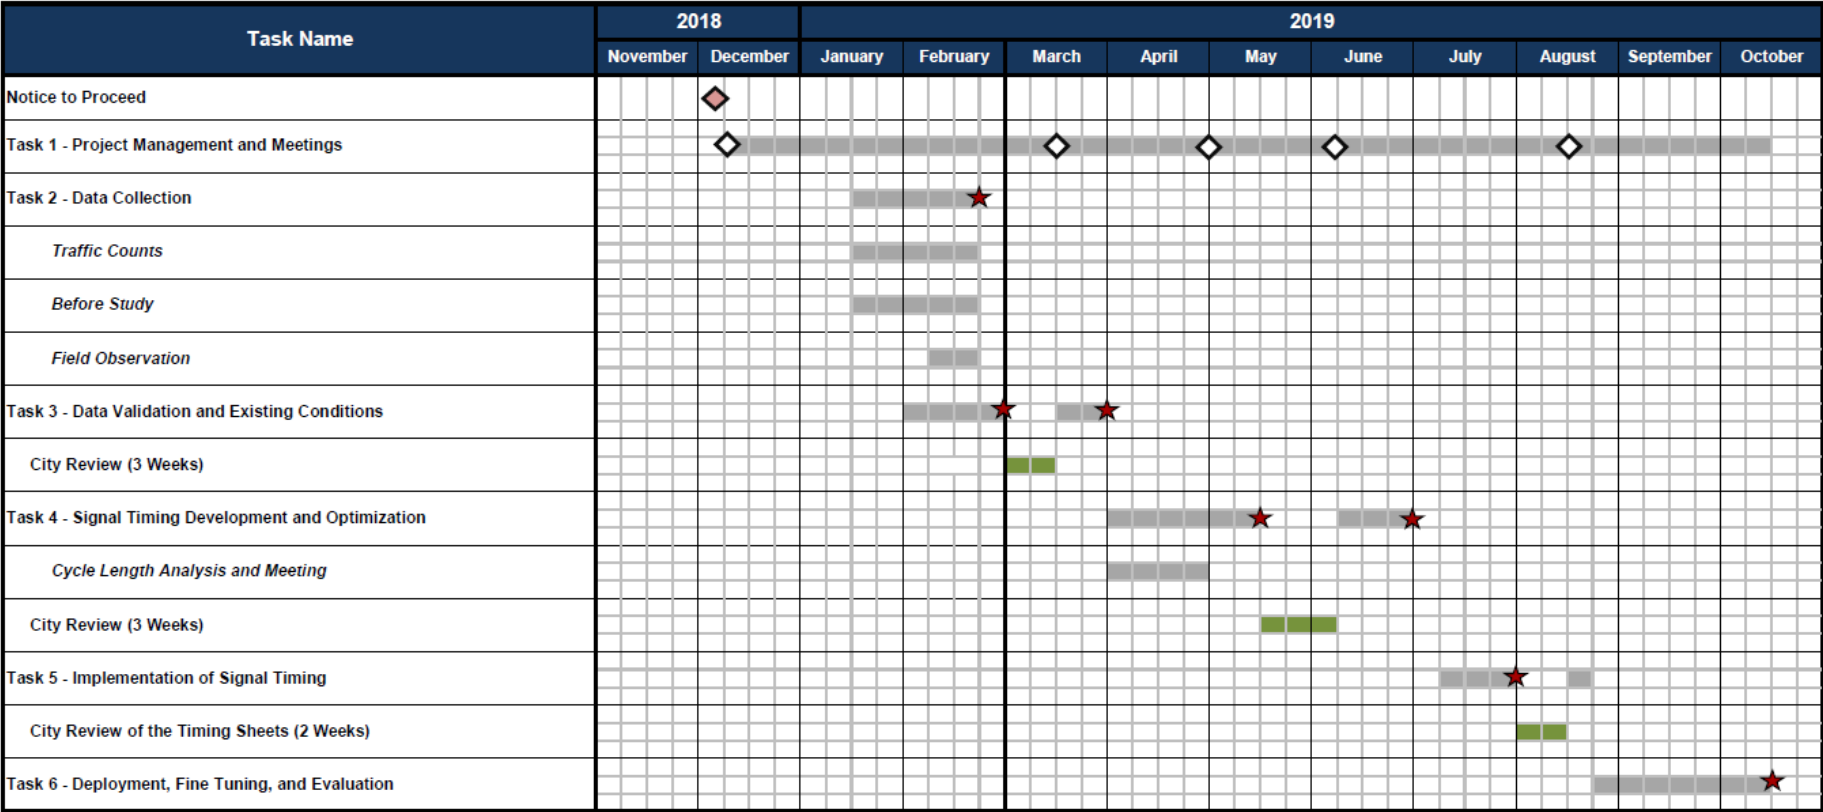 Task Name
2018
2019
November
December
January
February
March
April
May
June
July
August
September
October
Notice to Proceed
Task 1 - Project Management and Meetings
Task 2 - Data Collection
Traffic Counts
Before Study
Field Observation
Task 3 - Data Validation and Existing Conditions
City Review (3 Weeks)
Task 4 - Signal Timing Development and Optimization
Cycle Length Analysis and Meeting
City Review (3 Weeks)
Task 5 - Implementation of Signal Timing
City Review of the Timing Sheets (2 Weeks)
Task 6 - Deployment, Fine Tuning, and Evaluation